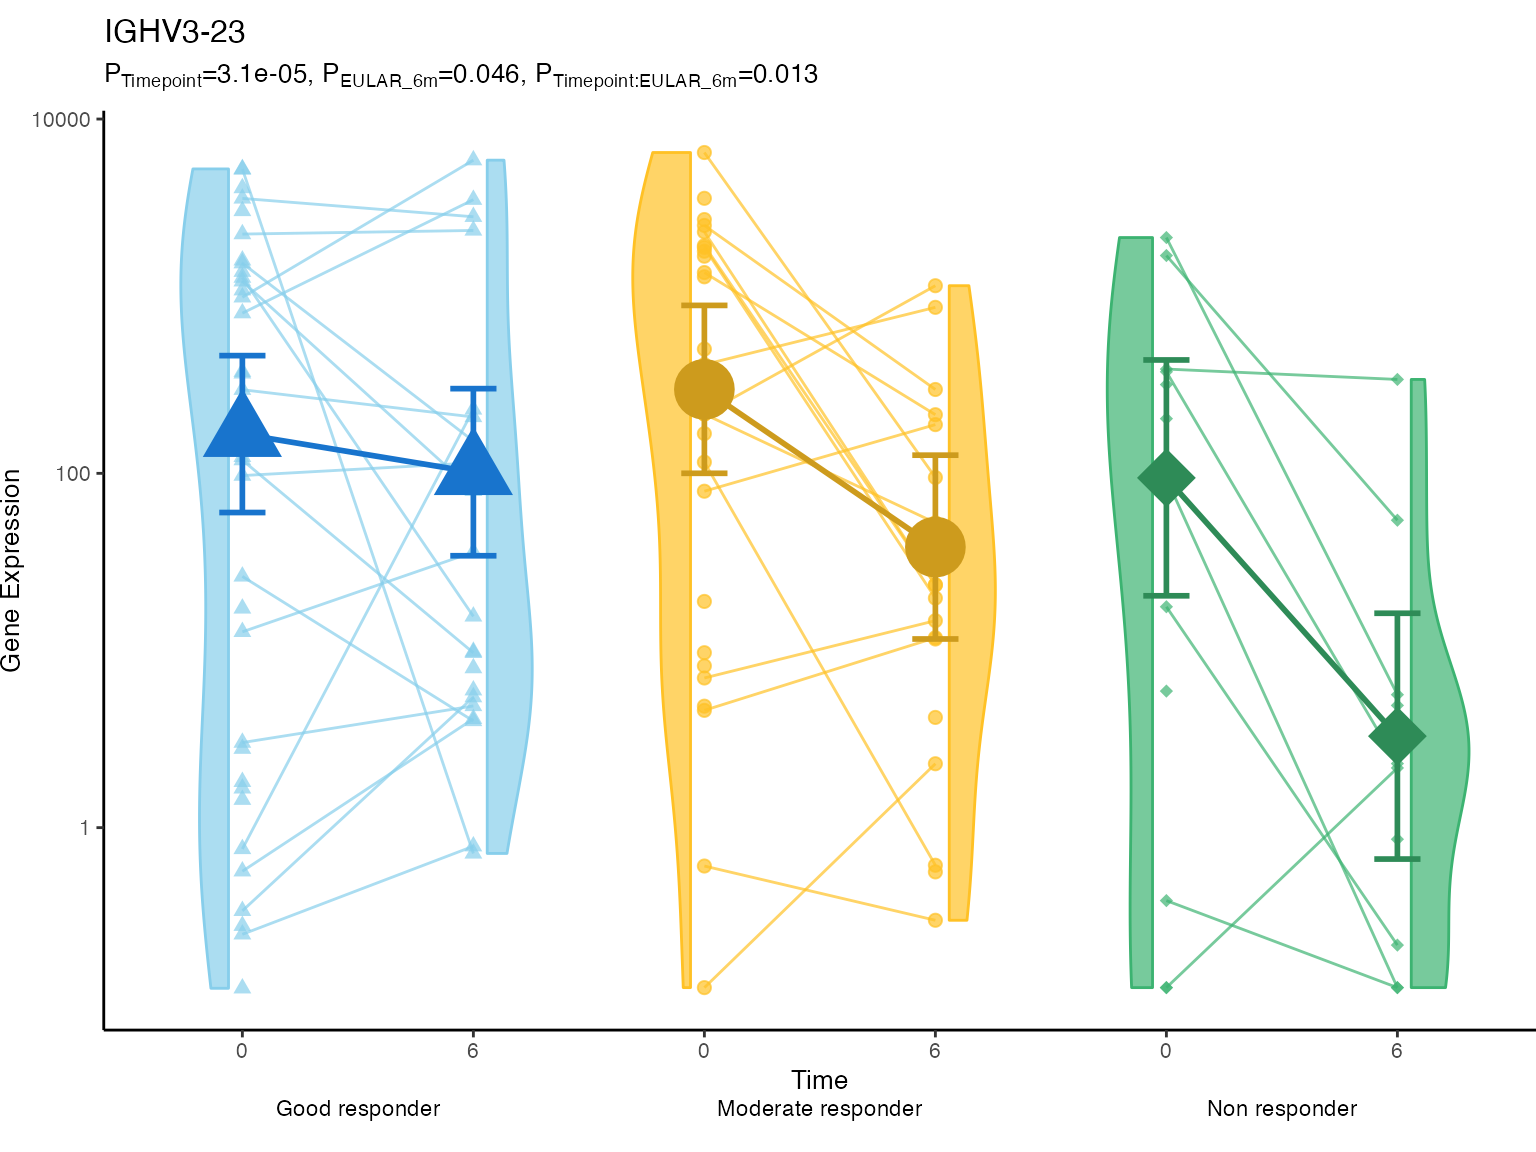 IGHV3-23
PTimepoint=3.1e-05, PEULAR_6m=0.046, PTimepoint:EULAR_6m=0.013
10000
100
1
Gene Expression
0 6 0 6 0 6
Time
Good responder Moderate responder Non responder